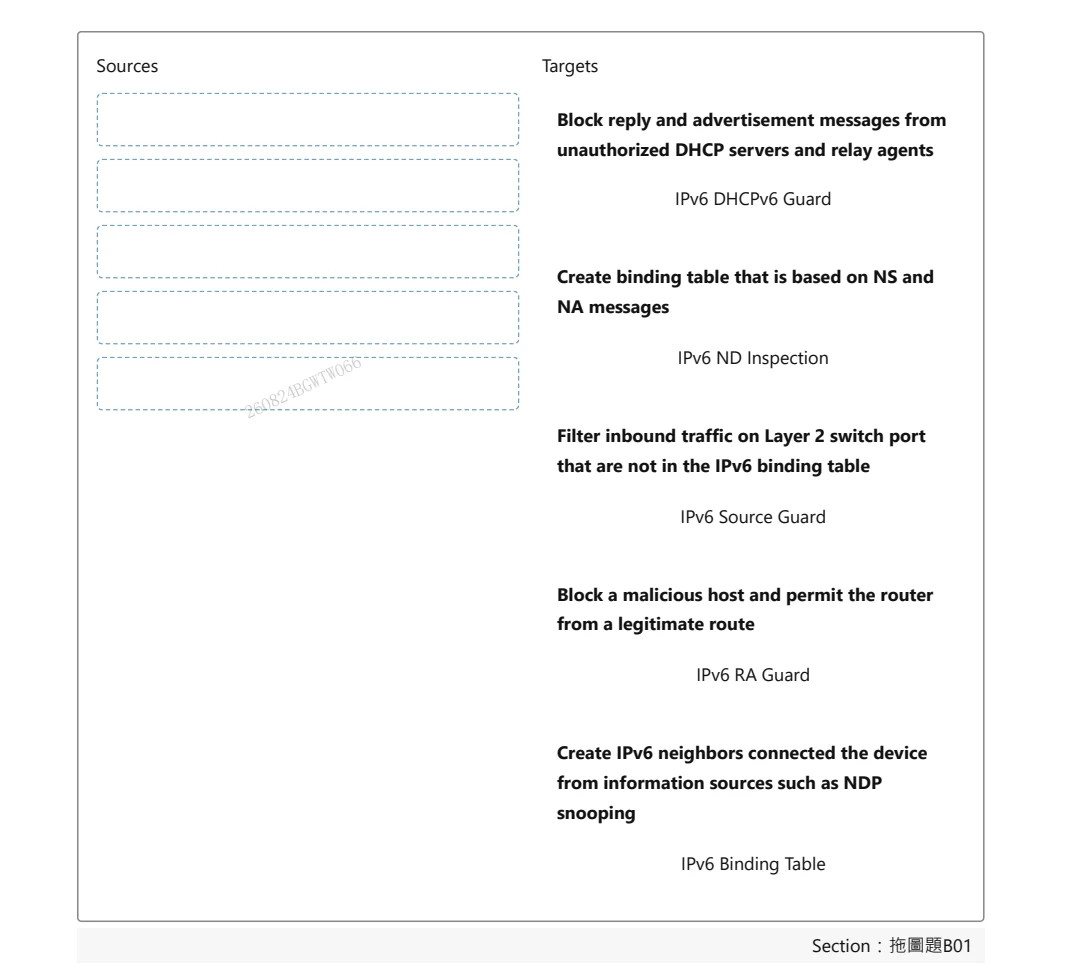 Sources
Targets
Block reply and advertisement messages from
unauthorized DHCP servers and relay agents
IPv6 DHCPv6 Guard
Create binding table that is based on NS and
NA messages
IPv6 ND Inspection
260824BGWTW066
Filter inbound traffic on Layer 2 switch port
that are not in the IPv6 binding table
IPv6 Source Guard
Block a malicious host and permit the router
from a legitimate route
IPv6 RA Guard
Create IPv6 neighbors connected the device
from information sources such as NDP
snooping
IPv6 Binding Table
Section：拖圖題B01